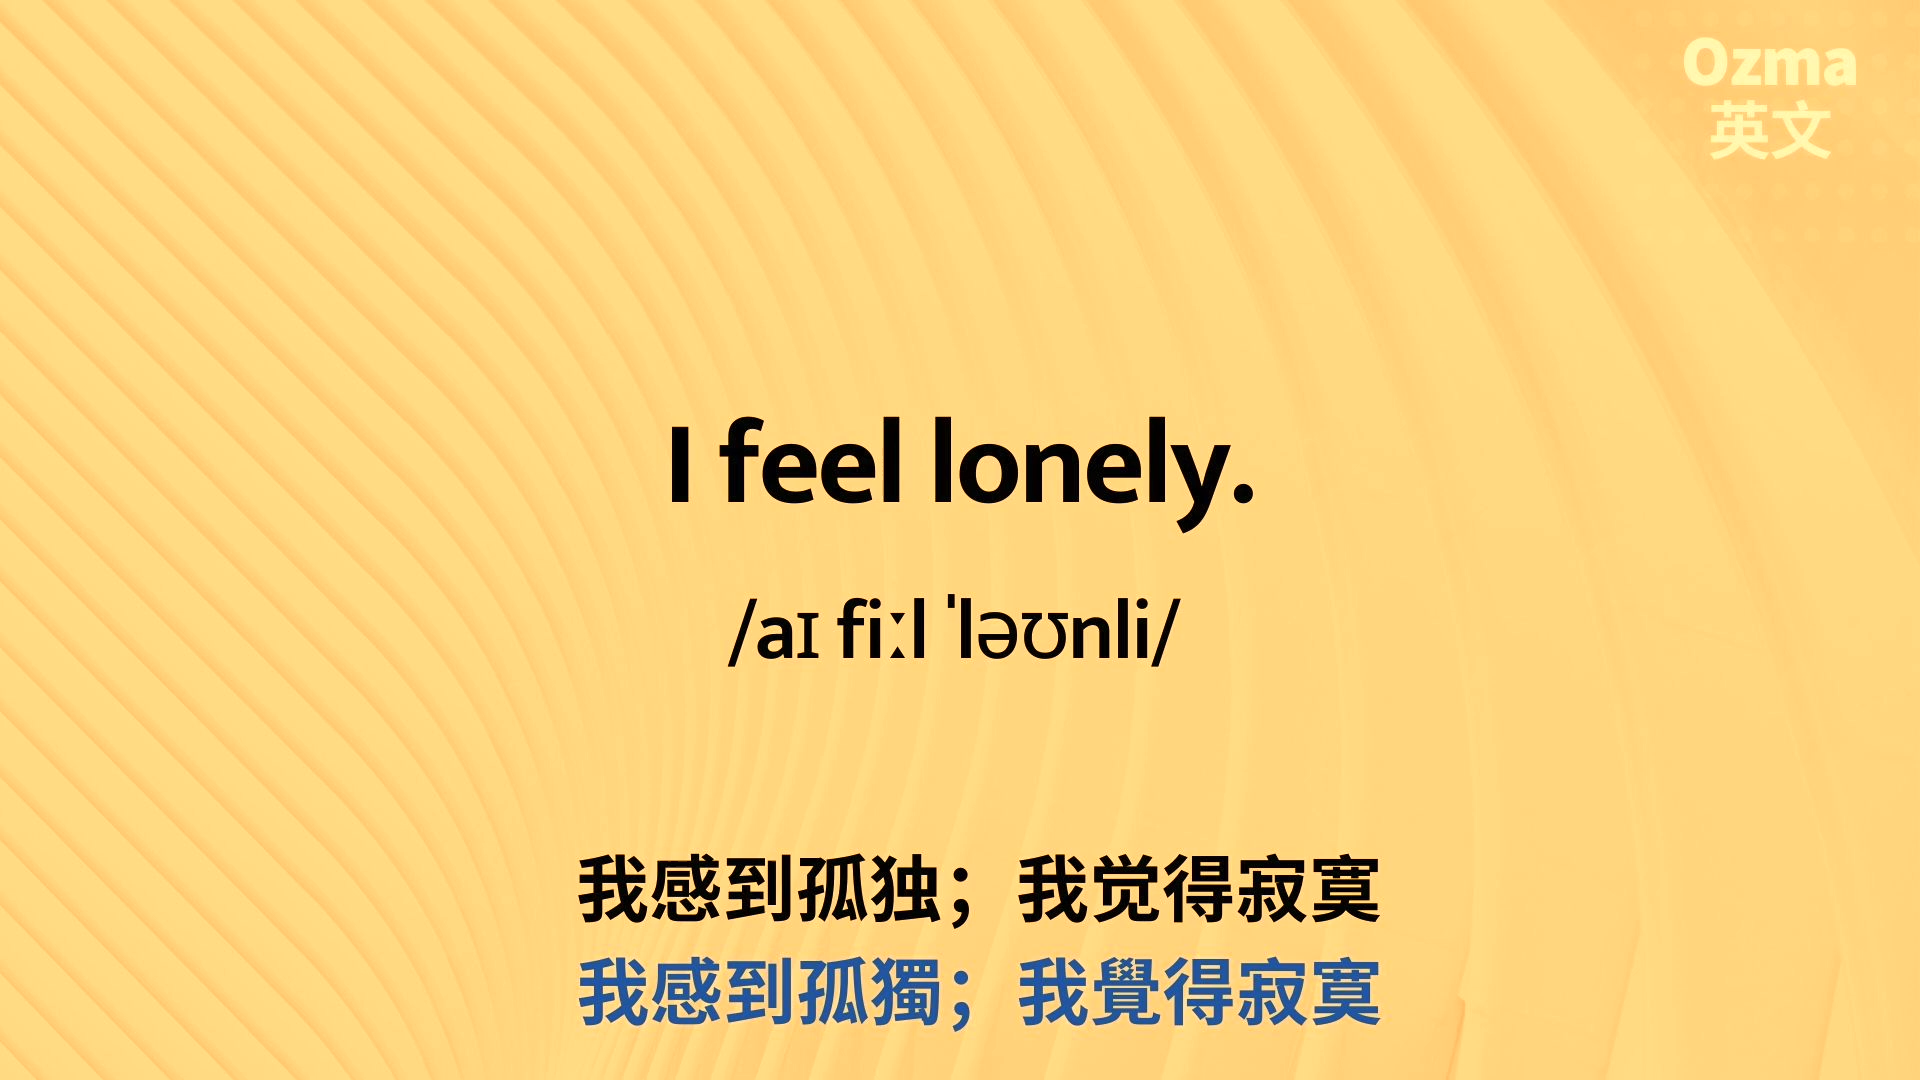 Ozma
英文
I feel lonely.
/aɪ fiːl ˈləʊnli/
我感到孤独；我觉得寂寞
我感到孤獨；我覺得寂寞